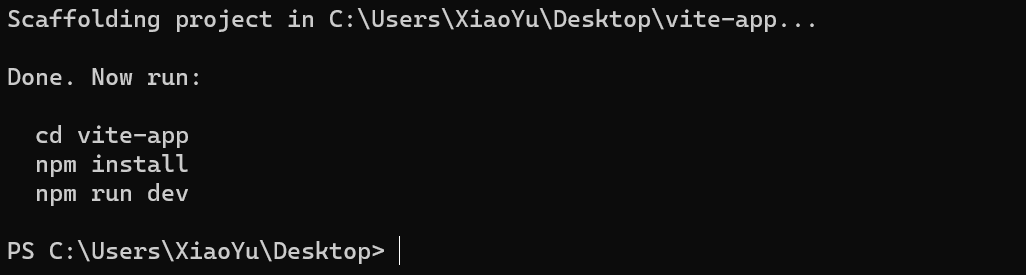 Scaffolding project in C:\Users\XiaoYu\Desktop\vite-app...
Done. Now run:
cd vite-app
npm install
npm run dev
PS C:\Users\XiaoYu\Desktop>